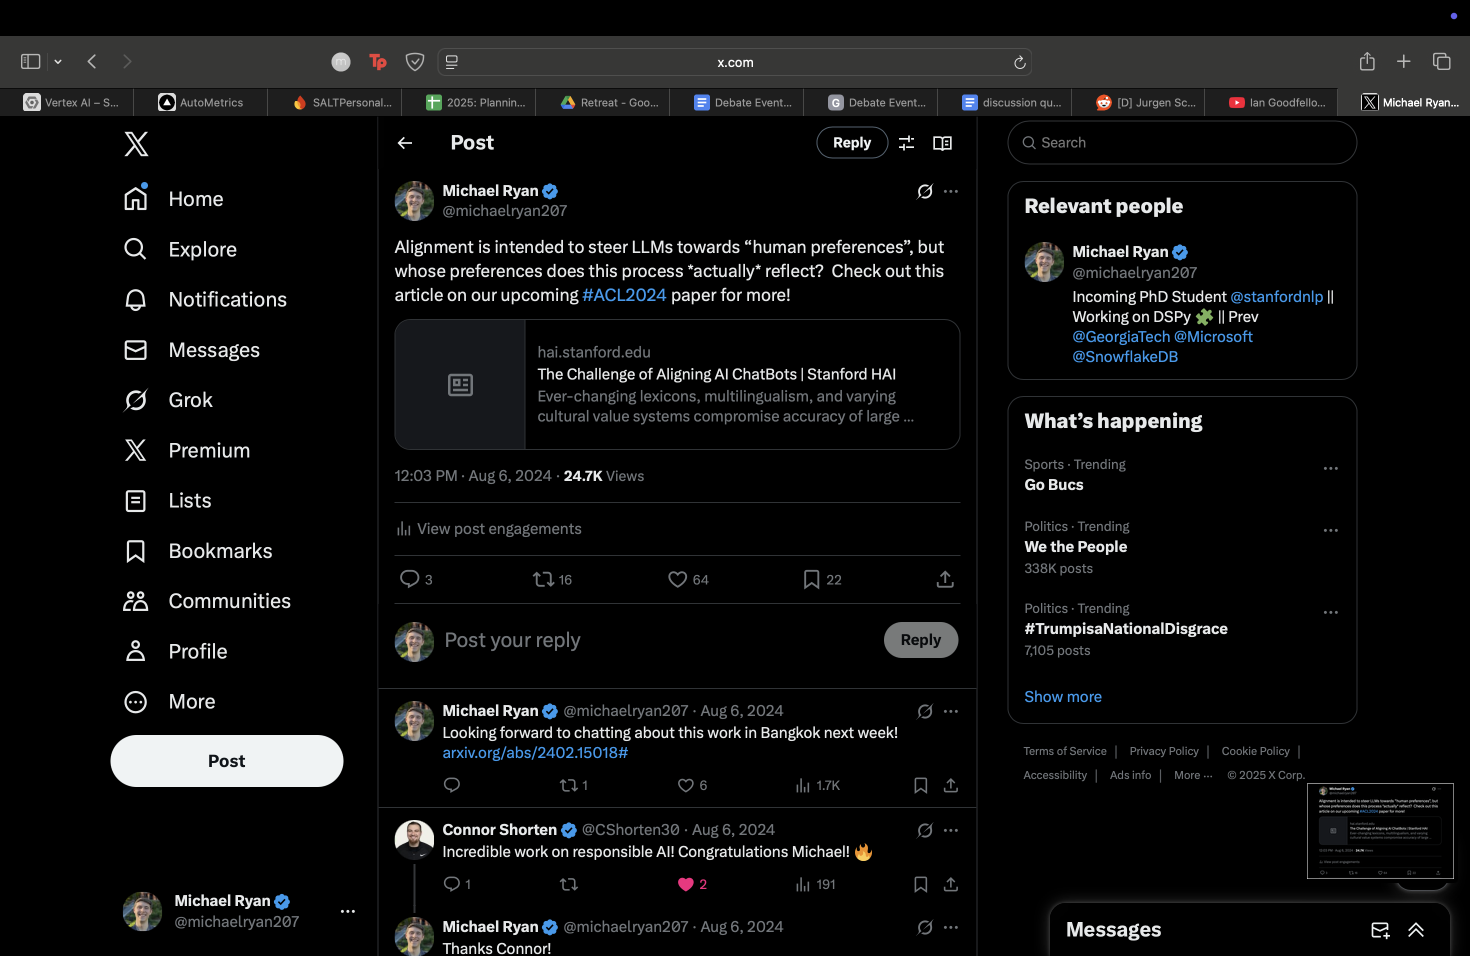 x.com
Vertex AI – S...
AutoMetrics
SALTPersonal...
2025: Plannin...
Retreat - Goo...
Debate Event...
Debate Event...
discussion qu...
[D] Jurgen Sc...
Ian Goodfello...
Michael Ryan...
Home
Explore
Notifications
Messages
Grok
Premium
Lists
Bookmarks
Communities
Profile
More
Post
Michael Ryan
@michaelryan207
Post
Reply
Michael Ryan
@michaelryan207
Alignment is intended to steer LLMs towards “human preferences”, but
whose preferences does this process *actually* reflect? Check out this
article on our upcoming #ACL2024 paper for more!
hai.stanford.edu
The Challenge of Aligning AI ChatBots | Stanford HAI
Ever-changing lexicons, multilingualism, and varying
cultural value systems compromise accuracy of large ...
12:03 PM · Aug 6, 2024 · 24.7K Views
View post engagements
3 16 64 22
Post your reply
Reply
Michael Ryan @michaelryan207 · Aug 6, 2024
Looking forward to chatting about this work in Bangkok next week!
arxiv.org/abs/2402.15018#
1 6 1.7K
Connor Shorten @CShorten30 · Aug 6, 2024
Incredible work on responsible AI! Congratulations Michael! 🔥
1 2 191
Michael Ryan @michaelryan207 · Aug 6, 2024
Thanks Connor!
Search
Relevant people
Michael Ryan
@michaelryan207
Incoming PhD Student @stanfordnlp ||
Working on DSPy 🧩 || Prev
@GeorgiaTech @Microsoft
@SnowflakeDB
What’s happening
Sports · Trending
Go Bucs
Politics · Trending
We the People
338K posts
Politics · Trending
#TrumpisaNationalDisgrace
7,105 posts
Show more
Terms of Service | Privacy Policy | Cookie Policy |
Accessibility | Ads info | More ··· © 2025 X Corp.
Messages